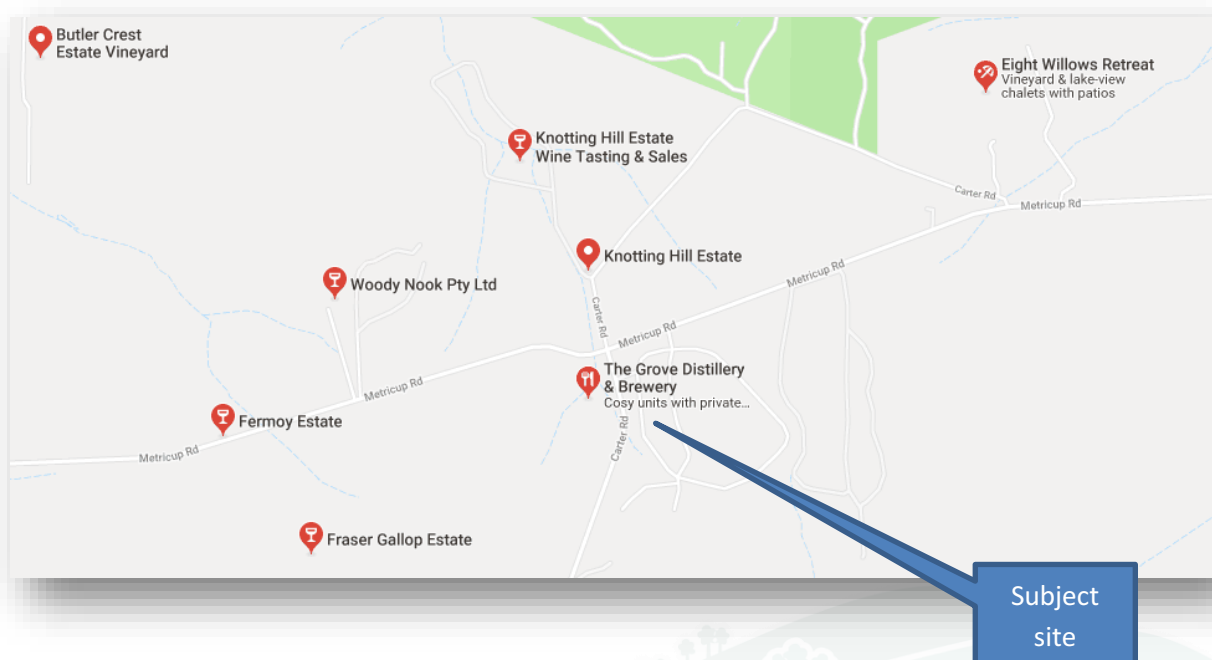 Butler Crest
Estate Vineyard
Eight Willows Retreat
Vineyard & lake-view
chalets with patios
Knotting Hill Estate
Wine Tasting & Sales
Carter Rd
Metricup Rd
Knotting Hill Estate
Metricup Rd
Woody Nook Pty Ltd
Carter Rd
Metricup Rd
The Grove Distillery
& Brewery
Cosy units with private...
Metricup Rd
Fermoy Estate
Carter Rd
Metricup Rd
Fraser Gallop Estate
Subject
site